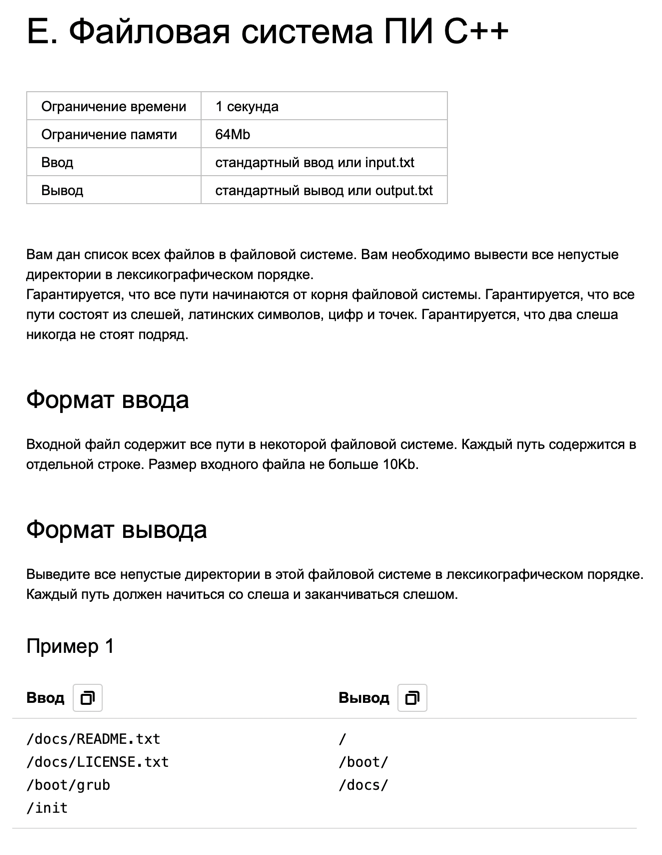 E. Файловая система ПИ C++
Ограничение времени 1 секунда
Ограничение памяти 64Mb
Ввод стандартный ввод или input.txt
Вывод стандартный вывод или output.txt
Вам дан список всех файлов в файловой системе. Вам необходимо вывести все непустые
директории в лексикографическом порядке.
Гарантируется, что все пути начинаются от корня файловой системы. Гарантируется, что все
пути состоят из слешей, латинских символов, цифр и точек. Гарантируется, что два слеша
никогда не стоят подряд.
Формат ввода
Входной файл содержит все пути в некоторой файловой системе. Каждый путь содержится в
отдельной строке. Размер входного файла не больше 10Kb.
Формат вывода
Выведите все непустые директории в этой файловой системе в лексикографическом порядке.
Каждый путь должен начиться со слеша и заканчиваться слешом.
Пример 1
Ввод Вывод
/docs/README.txt /
/docs/LICENSE.txt /boot/
/boot/grub /docs/
/init